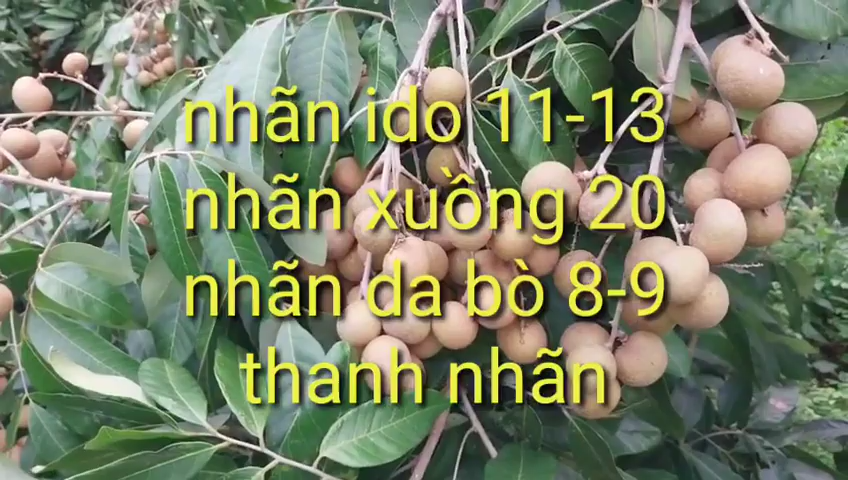 nhãn ido 11-13
nhãn xuồng 20
nhãn da bò 8-9
thanh nhãn